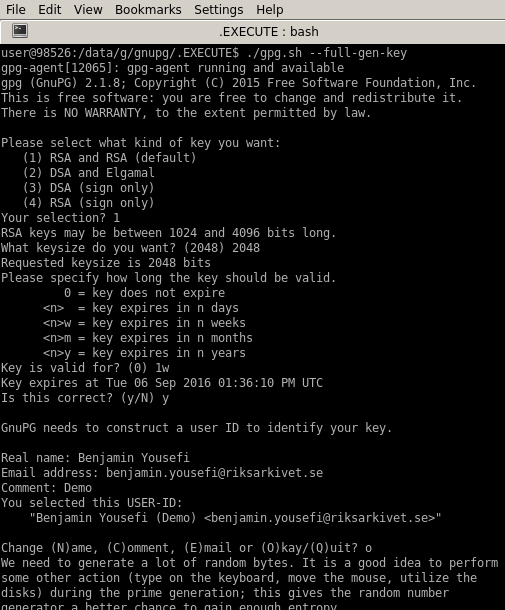 File Edit View Bookmarks Settings Help
.EXECUTE : bash
user@98526:/data/g/gnupg/.EXECUTE$ ./gpg.sh --full-gen-key
gpg-agent[12065]: gpg-agent running and available
gpg (GnuPG) 2.1.8; Copyright (C) 2015 Free Software Foundation, Inc.
This is free software: you are free to change and redistribute it.
There is NO WARRANTY, to the extent permitted by law.

Please select what kind of key you want:
   (1) RSA and RSA (default)
   (2) DSA and Elgamal
   (3) DSA (sign only)
   (4) RSA (sign only)
Your selection? 1
RSA keys may be between 1024 and 4096 bits long.
What keysize do you want? (2048) 2048
Requested keysize is 2048 bits
Please specify how long the key should be valid.
         0 = key does not expire
      <n>  = key expires in n days
      <n>w = key expires in n weeks
      <n>m = key expires in n months
      <n>y = key expires in n years
Key is valid for? (0) 1w
Key expires at Tue 06 Sep 2016 01:36:10 PM UTC
Is this correct? (y/N) y

GnuPG needs to construct a user ID to identify your key.

Real name: Benjamin Yousefi
Email address: benjamin.yousefi@riksarkivet.se
Comment: Demo
You selected this USER-ID:
    "Benjamin Yousefi (Demo) <benjamin.yousefi@riksarkivet.se>"

Change (N)ame, (C)omment, (E)mail or (O)kay/(Q)uit? o
We need to generate a lot of random bytes. It is a good idea to perform
some other action (type on the keyboard, move the mouse, utilize the
disks) during the prime generation; this gives the random number
generator a better chance to gain enough entropy.